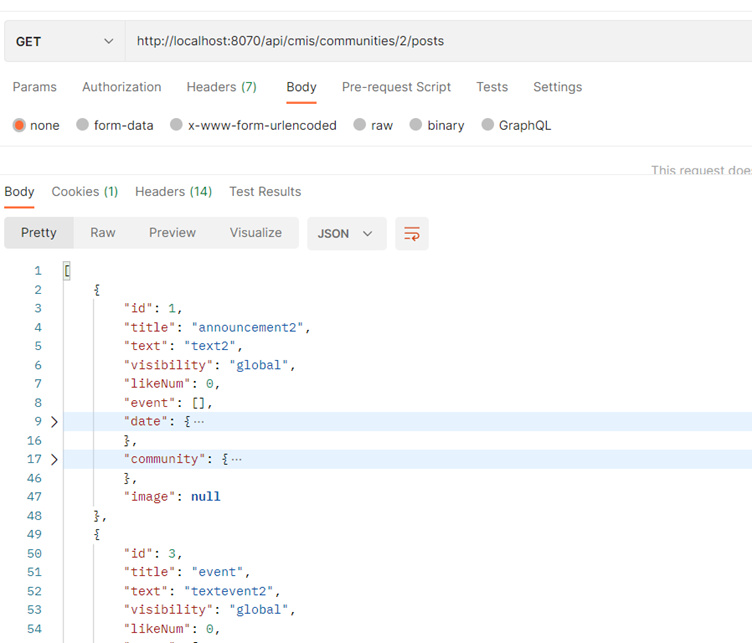 GET http://localhost:8070/api/cmis/communities/2/posts
Params Authorization Headers (7) Body Pre-request Script Tests Settings
none form-data x-www-form-urlencoded raw binary GraphQL
This request does
Body Cookies (1) Headers (14) Test Results
Pretty Raw Preview Visualize JSON
1 [
2 {
3 "id": 1,
4 "title": "announcement2",
5 "text": "text2",
6 "visibility": "global",
7 "likeNum": 0,
8 "event": [],
9 "date": {⋯
16 },
17 "community": {⋯
46 },
47 "image": null
48 },
49 {
50 "id": 3,
51 "title": "event",
52 "text": "textevent2",
53 "visibility": "global",
54 "likeNum": 0,